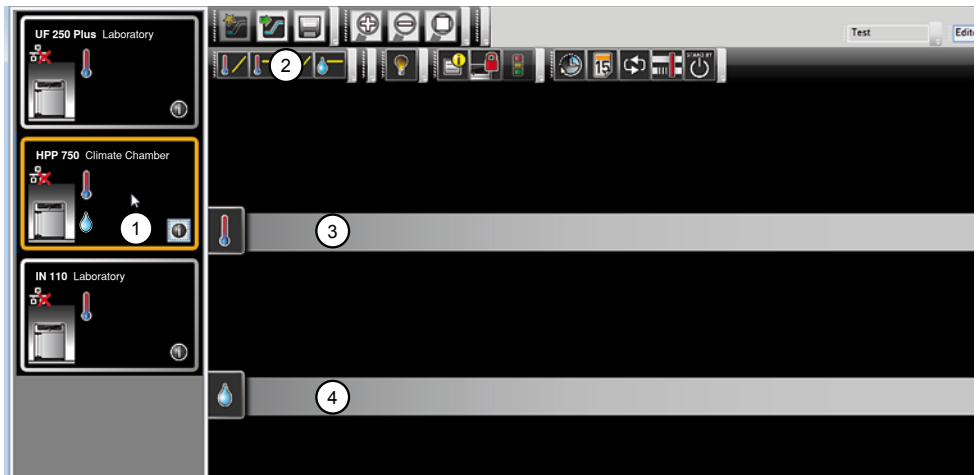 UF 250 Plus Laboratory
HPP 750 Climate Chamber
1
IN 110 Laboratory
Test
Edito
2
15
STAND BY
3
4